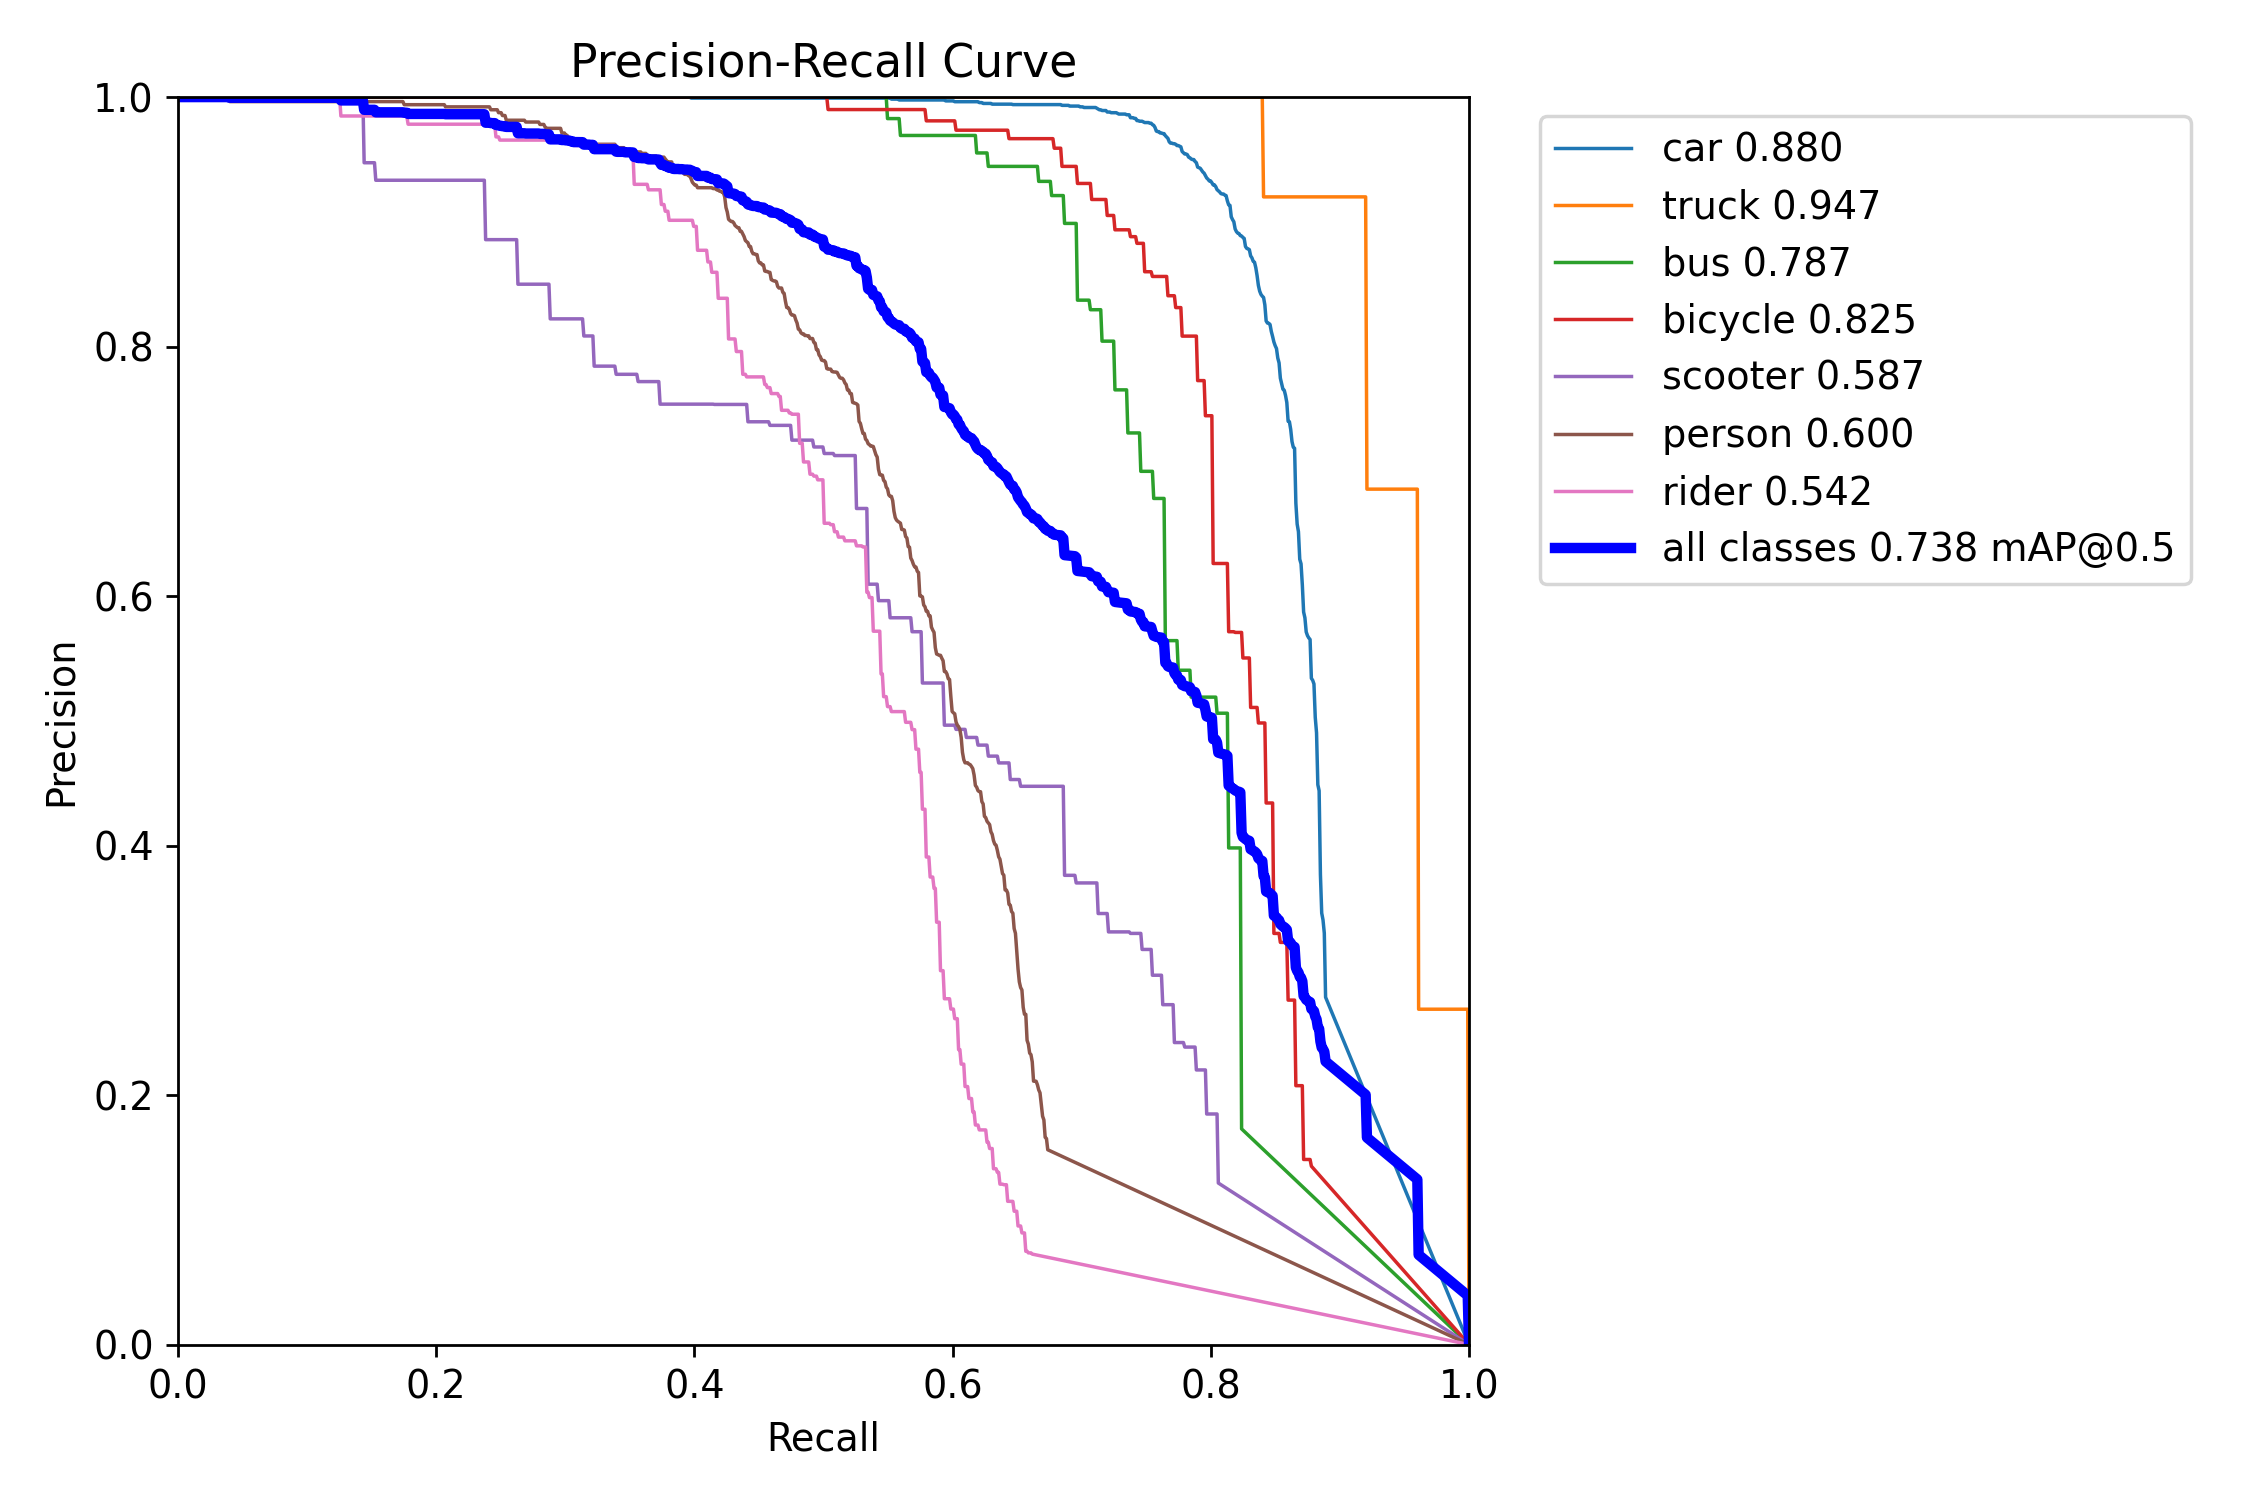 Precision-Recall Curve
1.0
0.8
0.6
0.4
0.2
0.0
Precision
0.0 0.2 0.4 0.6 0.8 1.0
Recall
car 0.880
truck 0.947
bus 0.787
bicycle 0.825
scooter 0.587
person 0.600
rider 0.542
all classes 0.738 mAP@0.5